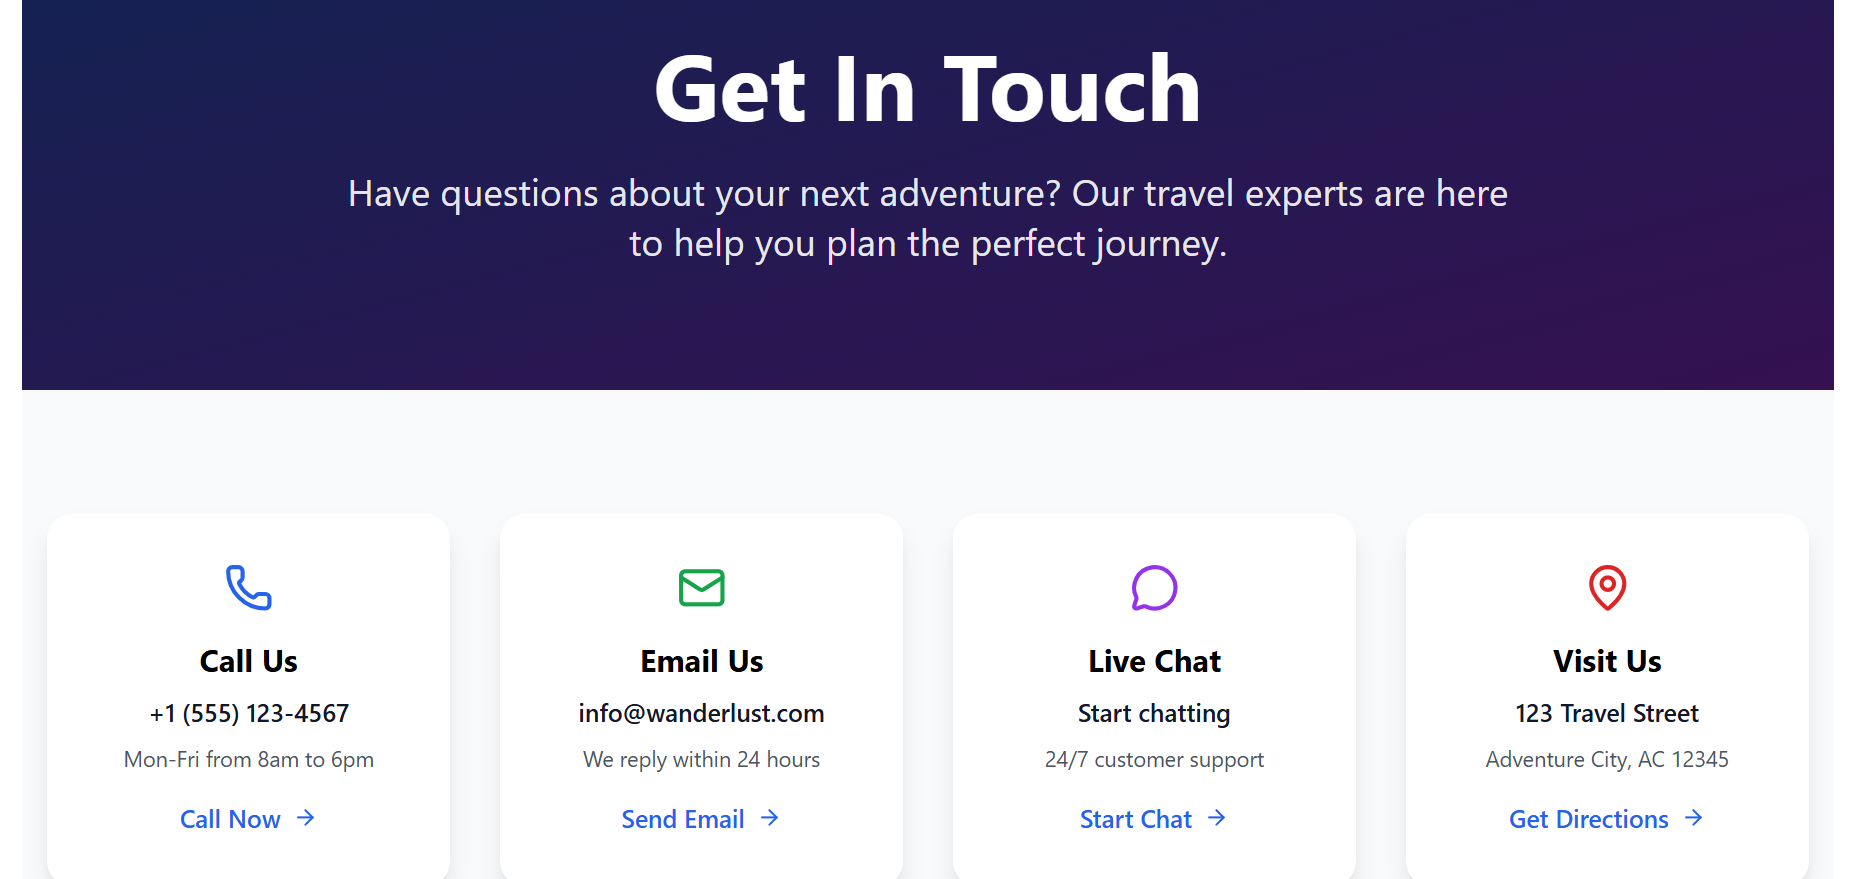 Get In Touch
Have questions about your next adventure? Our travel experts are here
to help you plan the perfect journey.
Call Us
+1 (555) 123-4567
Mon-Fri from 8am to 6pm
Call Now
Email Us
info@wanderlust.com
We reply within 24 hours
Send Email
Live Chat
Start chatting
24/7 customer support
Start Chat
Visit Us
123 Travel Street
Adventure City, AC 12345
Get Directions